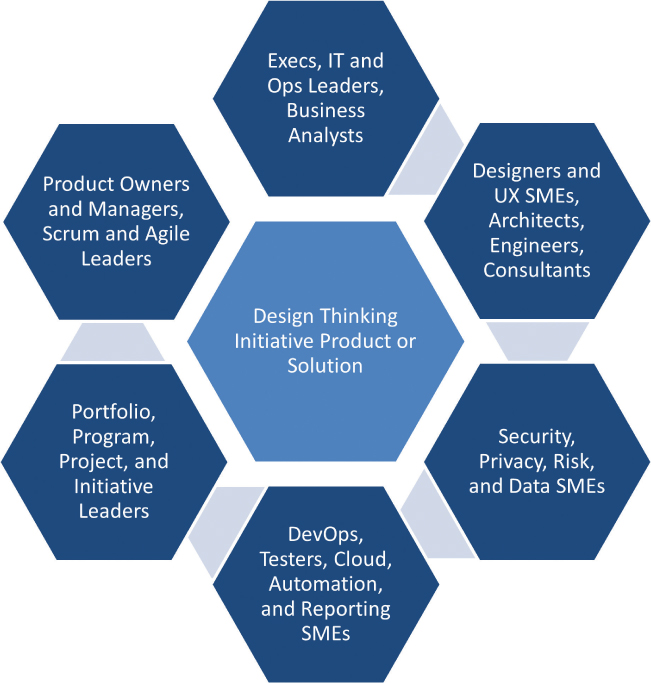 Execs, IT and
Ops Leaders,
Business
Analysts
Designers and
UX SMEs,
Architects,
Engineers,
Consultants
Security,
Privacy, Risk,
and Data SMEs
DevOps,
Testers, Cloud,
Automation,
and Reporting
SMEs
Portfolio,
Program,
Project, and
Initiative
Leaders
Product Owners
and Managers,
Scrum and Agile
Leaders
Design Thinking
Initiative Product or
Solution